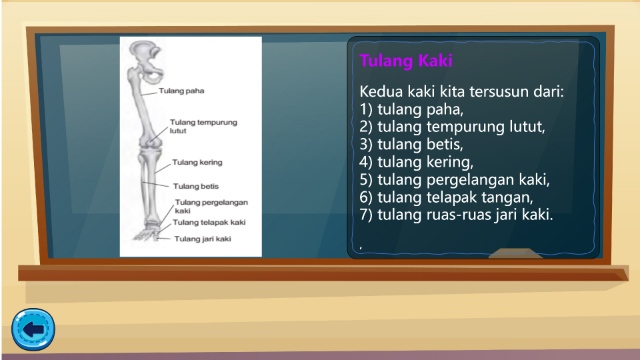 Tulang paha
Tulang tempurung
lutut
Tulang kering
Tulang betis
Tulang pergelangan
kaki
Tulang telapak kaki
Tulang jari kaki
Tulang Kaki
Kedua kaki kita tersusun dari:
1) tulang paha,
2) tulang tempurung lutut,
3) tulang betis,
4) tulang kering,
5) tulang pergelangan kaki,
6) tulang telapak tangan,
7) tulang ruas-ruas jari kaki.
.